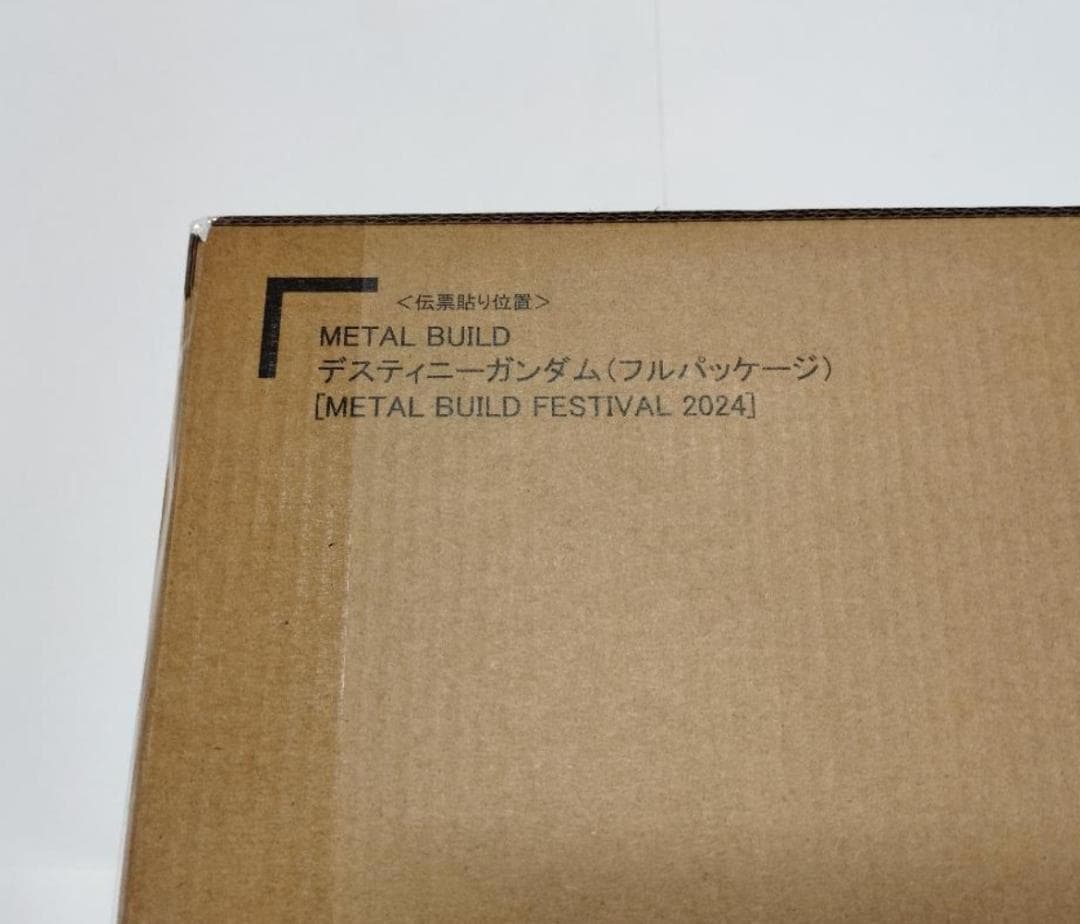 ＜伝票貼り位置＞
METAL BUILD
デスティニーガンダム（フルパッケージ）
[METAL BUILD FESTIVAL 2024]